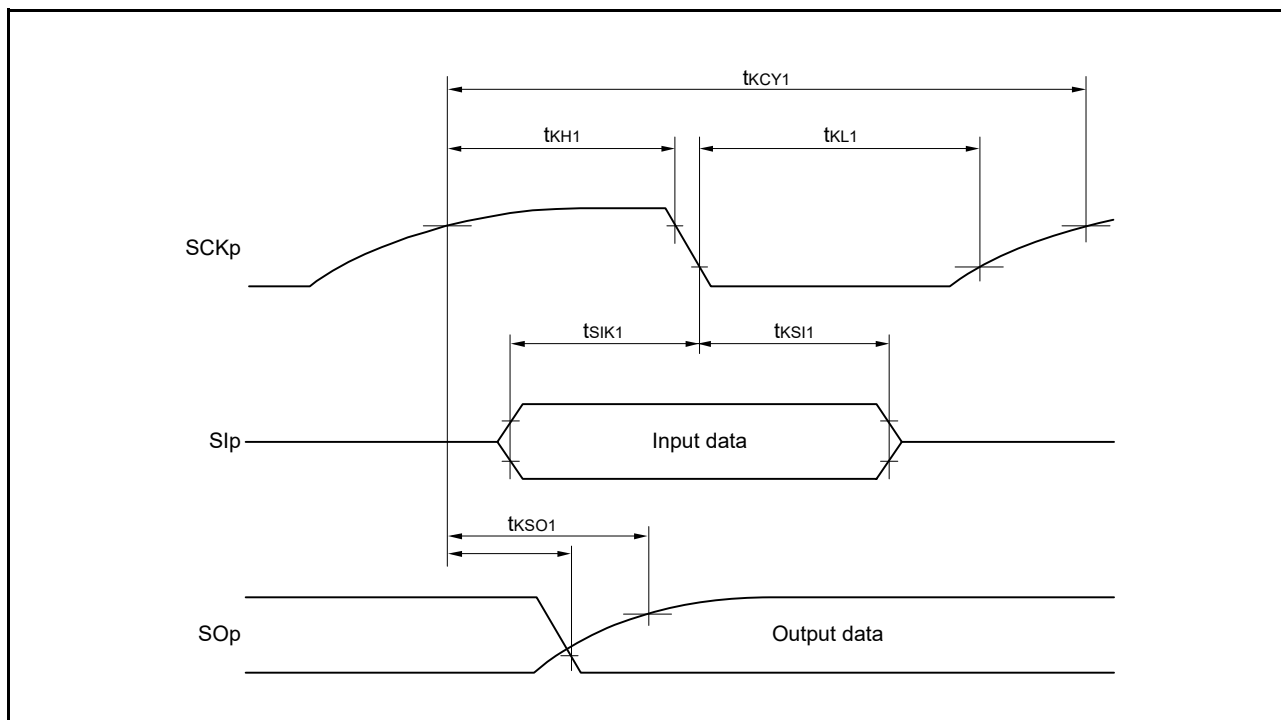 tKCY1
tKH1
tKL1
SCKp
tSIK1
tKSI1
SIp
Input data
tKSO1
SOp
Output data